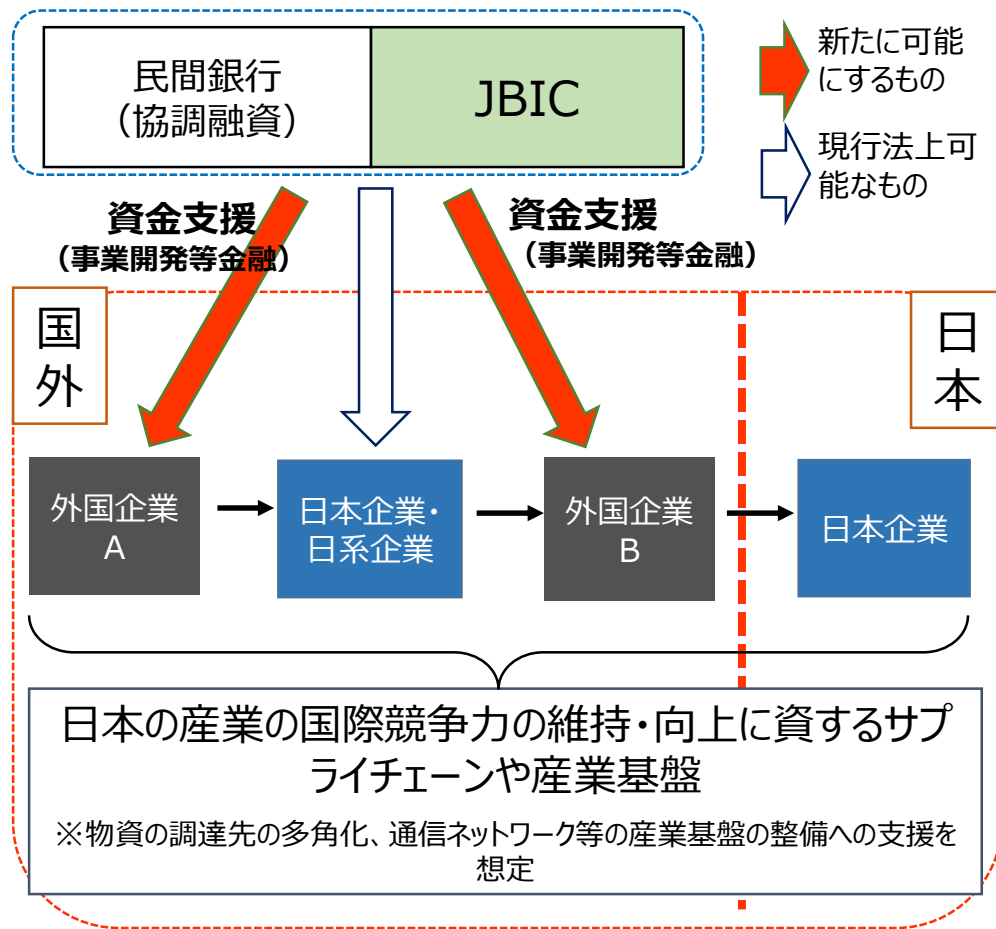 民間銀行
（協調融資）
JBIC
新たに可能
にするもの
現行法上可
能なもの
資金支援
（事業開発等金融）
資金支援
（事業開発等金融）
国
外
日
本
外国企業
A
日本企業・
日系企業
外国企業
B
日本企業
日本の産業の国際競争力の維持・向上に資するサプ
ライチェーンや産業基盤
※物資の調達先の多角化、通信ネットワーク等の産業基盤の整備への支援を
想定